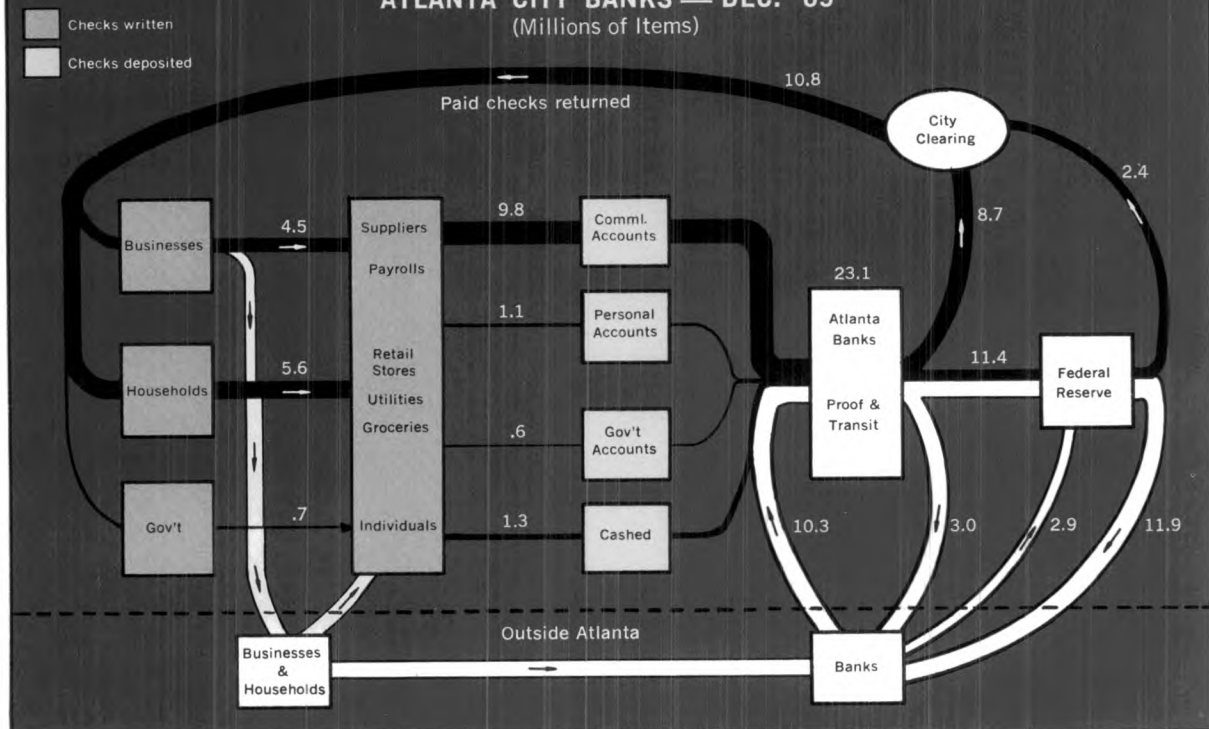 ATLANTA CITY BANKS — DEC. '69
(Millions of Items)
Checks written
Checks deposited
10.8
Paid checks returned
City
Clearing
2.4
8.7
Businesses
4.5
Suppliers
Payrolls
Retail
Stores
Utilities
Groceries
Individuals
9.8
Comml.
Accounts
23.1
Atlanta
Banks
Proof &
Transit
1.1
Personal
Accounts
Households
5.6
11.4
Federal
Reserve
.6
Gov't
Accounts
Gov't
.7
1.3
Cashed
10.3
3.0
2.9
11.9
Outside Atlanta
Businesses
&
Households
Banks